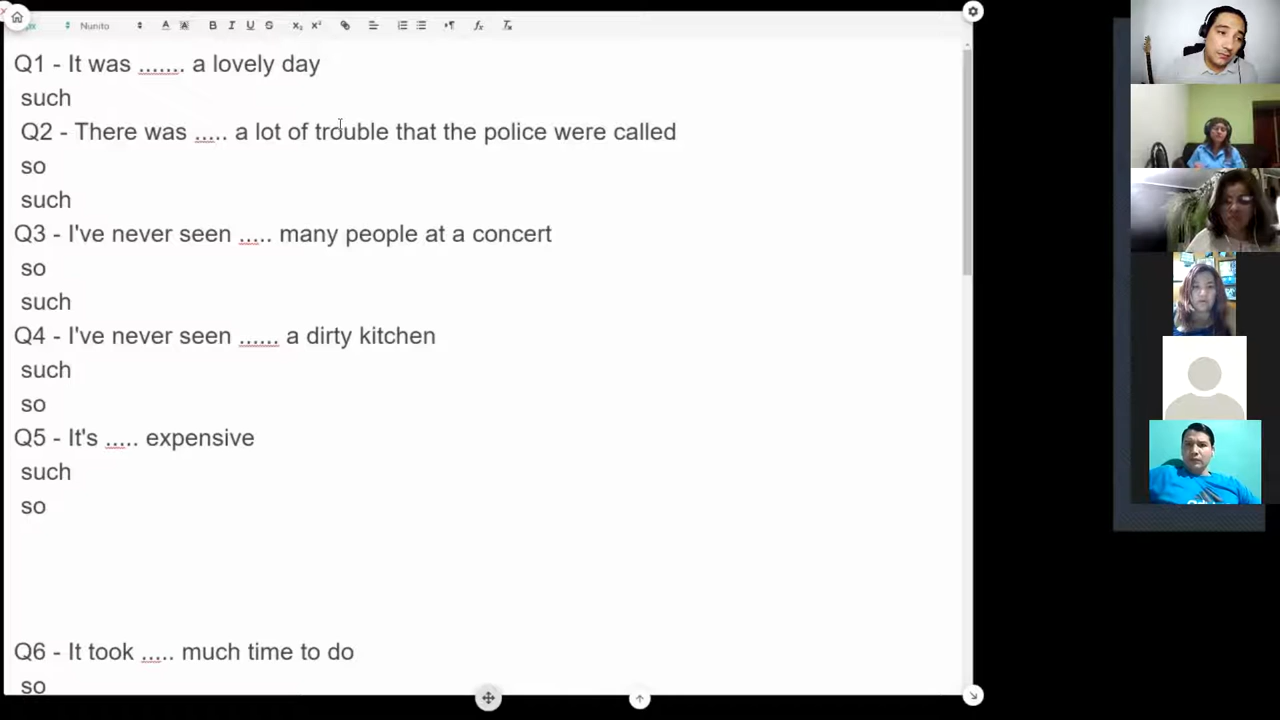 Nunito
Q1 - It was ....... a lovely day
such
Q2 - There was ..... a lot of trouble that the police were called
so
such
Q3 - I've never seen ..... many people at a concert
so
such
Q4 - I've never seen ...... a dirty kitchen
such
so
Q5 - It's ..... expensive
such
so
Q6 - It took ..... much time to do
so